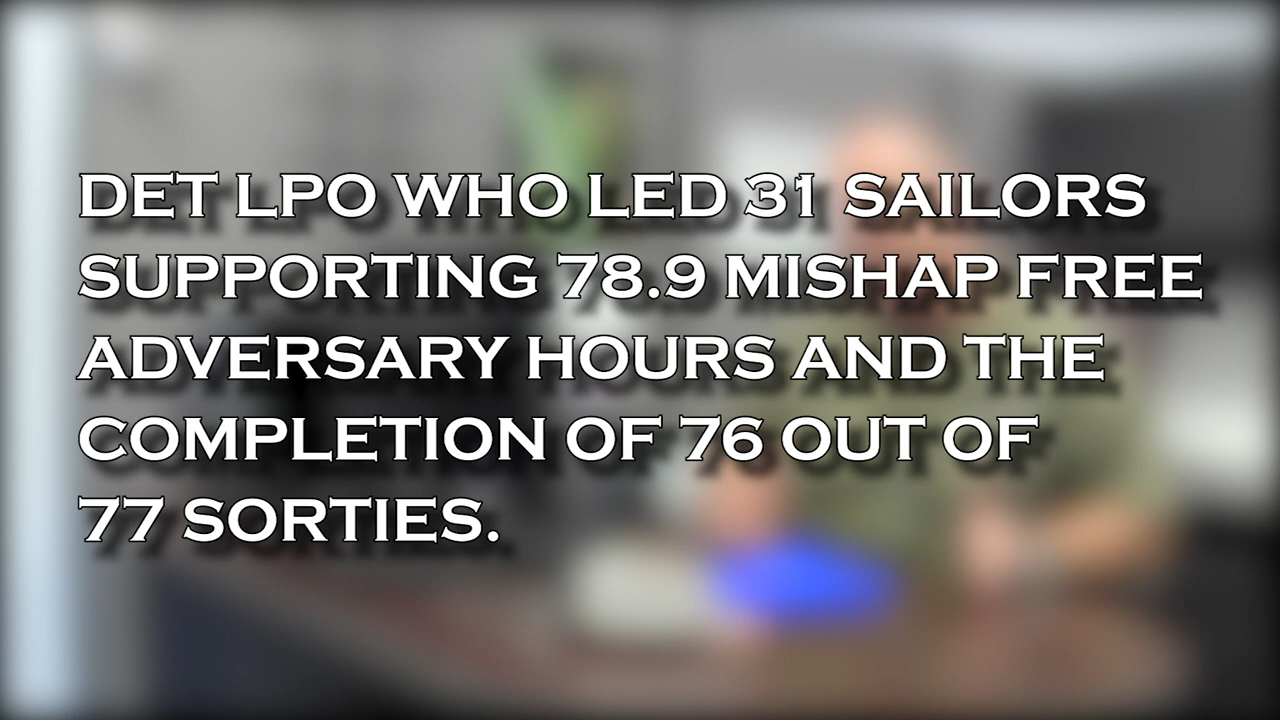 DET LPO WHO LED 31 SAILORS
SUPPORTING 78.9 MISHAP FREE
ADVERSARY HOURS AND THE
COMPLETION OF 76 OUT OF
77 SORTIES.